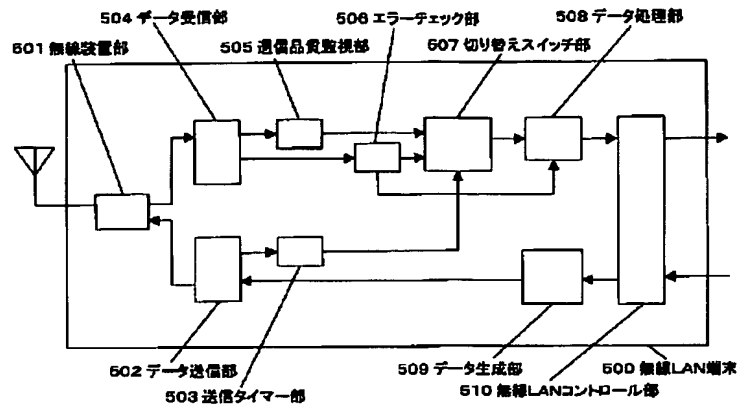 504 データ受信部
506 エラーチェック部
508 データ処理部
501 無線装置部
505 通信品質監視部
507 切り替えスイッチ部
502 データ送信部
503 送信タイマー部
509 データ生成部
500 無線LAN端末
510 無線LANコントロール部